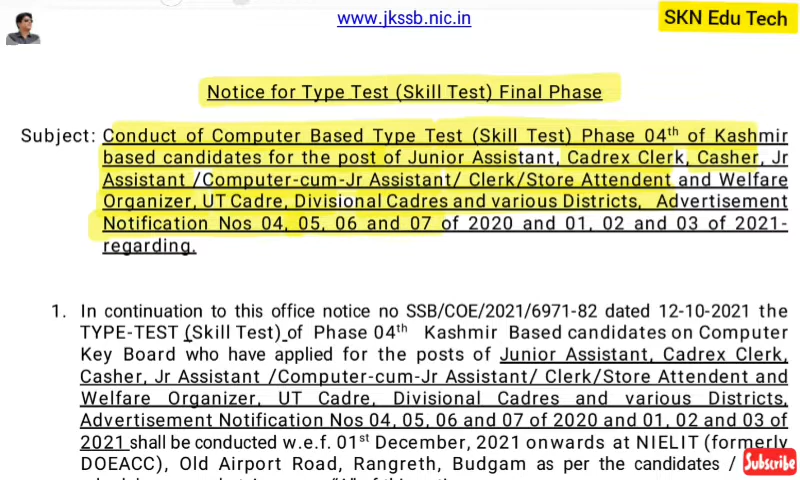 www.jkssb.nic.in
SKN Edu Tech
Notice for Type Test (Skill Test) Final Phase
Subject: Conduct of Computer Based Type Test (Skill Test) Phase 04th of Kashmir
based candidates for the post of Junior Assistant, Cadrex Clerk, Casher, Jr
Assistant /Computer-cum-Jr Assistant/ Clerk/Store Attendent and Welfare
Organizer, UT Cadre, Divisional Cadres and various Districts, Advertisement
Notification Nos 04, 05, 06 and 07 of 2020 and 01, 02 and 03 of 2021-
regarding.
1. In continuation to this office notice no SSB/COE/2021/6971-82 dated 12-10-2021 the
TYPE-TEST (Skill Test) of Phase 04th Kashmir Based candidates on Computer
Key Board who have applied for the posts of Junior Assistant, Cadrex Clerk,
Casher, Jr Assistant /Computer-cum-Jr Assistant/ Clerk/Store Attendent and
Welfare Organizer, UT Cadre, Divisional Cadres and various Districts,
Advertisement Notification Nos 04, 05, 06 and 07 of 2020 and 01, 02 and 03 of
2021 shall be conducted w.e.f. 01st December, 2021 onwards at NIELIT (formerly
DOEACC), Old Airport Road, Rangreth, Budgam as per the candidates /
Subscribe